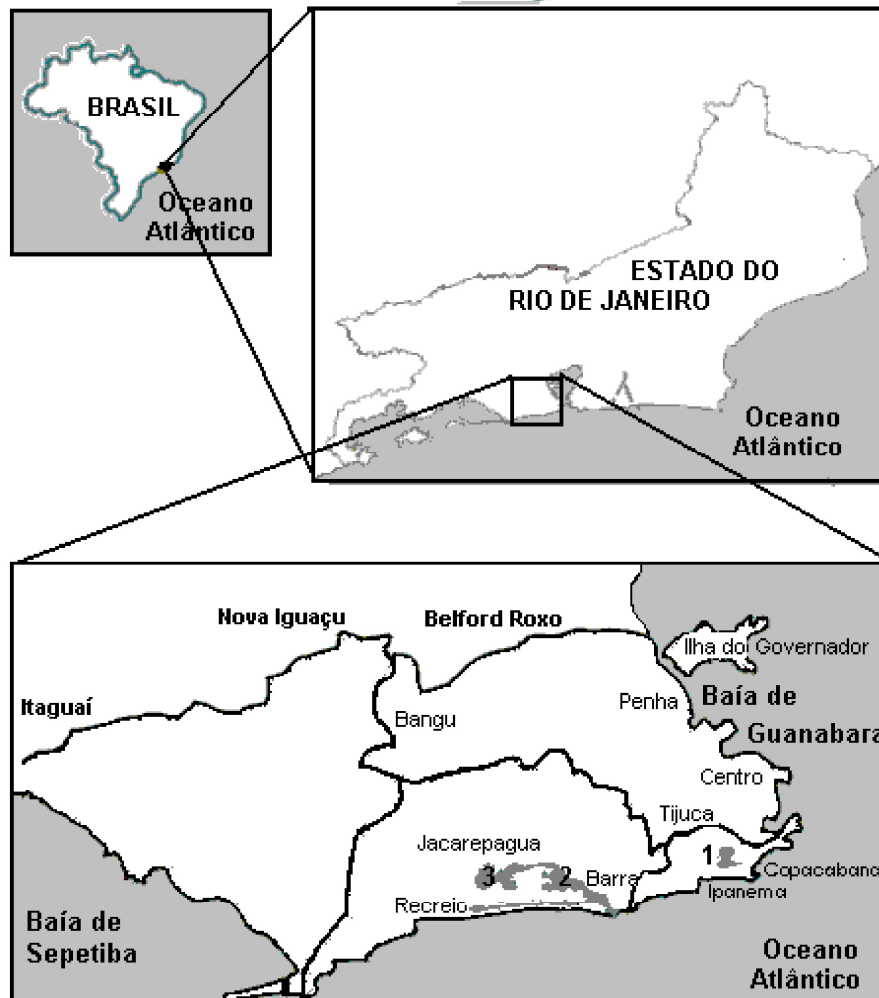 BRASIL
Oceano
Atlântico
ESTADO DO
RIO DE JANEIRO
Oceano
Atlântico
Nova Iguaçu
Belford Roxo
Ilha do Governador
Itaguaí
Penha
Baía de
Guanabara
Bangu
Centro
Tijuca
Jacarepagua
1
3
2
Barra
Copacabana
Ipanema
Recreio
Baía de
Sepetiba
Oceano
Atlântico